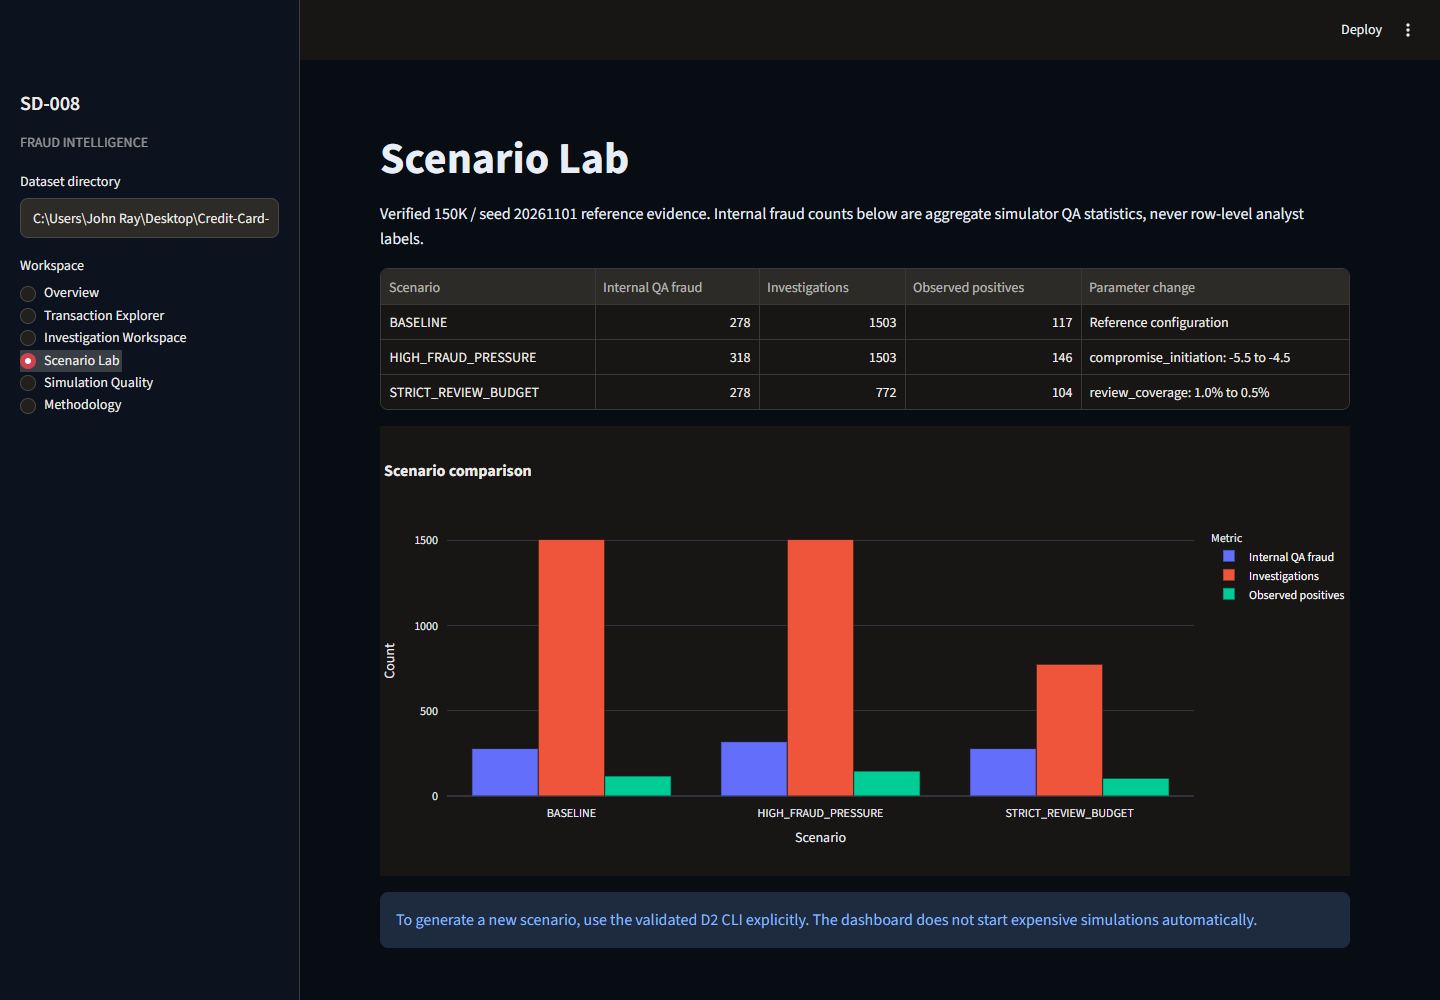 Deploy
SD-008
FRAUD INTELLIGENCE
Dataset directory
C:\Users\John Ray\Desktop\Credit-Card-
Workspace
Overview
Transaction Explorer
Investigation Workspace
Scenario Lab
Simulation Quality
Methodology
Scenario Lab
Verified 150K / seed 20261101 reference evidence. Internal fraud counts below are aggregate simulator QA statistics, never row-level analyst
labels.
Scenario Internal QA fraud Investigations Observed positives Parameter change
BASELINE 278 1503 117 Reference configuration
HIGH_FRAUD_PRESSURE 318 1503 146 compromise_initiation: -5.5 to -4.5
STRICT_REVIEW_BUDGET 278 772 104 review_coverage: 1.0% to 0.5%
Scenario comparison
1500
1000
500
0
Count
BASELINE HIGH_FRAUD_PRESSURE STRICT_REVIEW_BUDGET
Scenario
Metric
Internal QA fraud
Investigations
Observed positives
To generate a new scenario, use the validated D2 CLI explicitly. The dashboard does not start expensive simulations automatically.